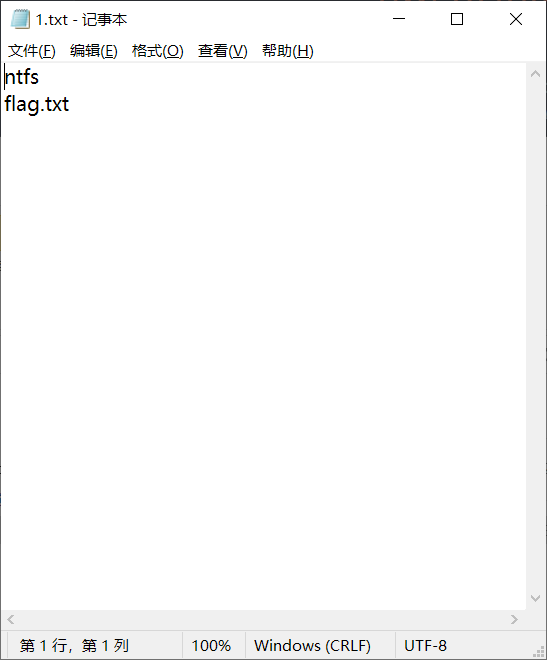 1.txt - 记事本
文件(F) 编辑(E) 格式(O) 查看(V) 帮助(H)
ntfs
flag.txt
第 1 行，第 1 列 100% Windows (CRLF) UTF-8